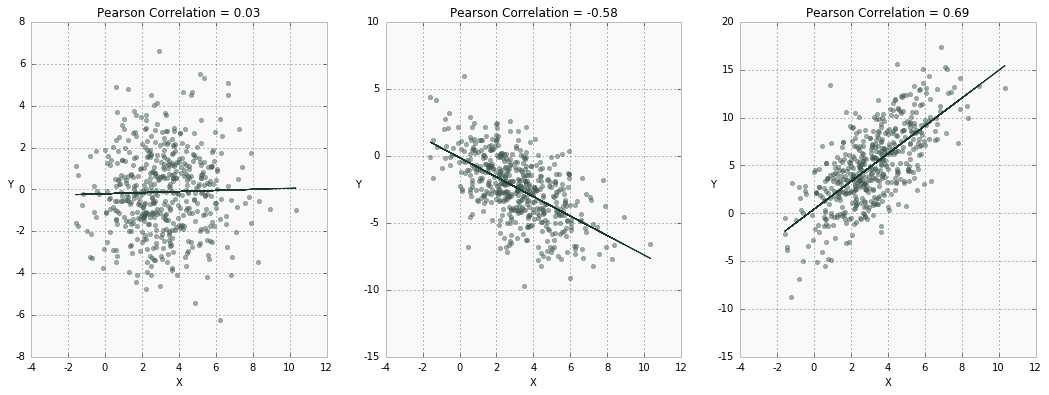 Pearson Correlation = 0.03
8
6
4
2
0
-2
-4
-6
-8
Y
-4 -2 0 2 4 6 8 10 12
X
Pearson Correlation = -0.58
10
5
0
-5
-10
-15
Y
-4 -2 0 2 4 6 8 10 12
X
Pearson Correlation = 0.69
20
15
10
5
0
-5
-10
-15
Y
-4 -2 0 2 4 6 8 10 12
X